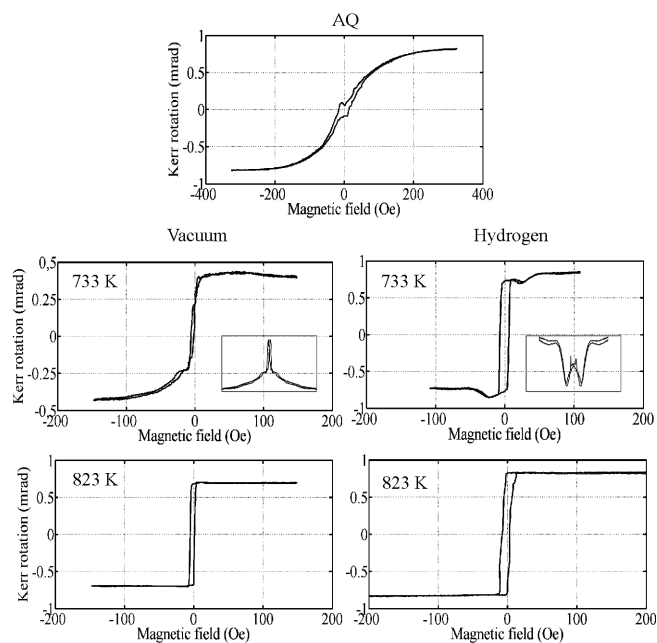 AQ
Kerr rotation (mrad)
1
0.5
0
-0.5
-1
-400 -200 0 200 400
Magnetic field (Oe)
Vacuum
Hydrogen
Kerr rotation (mrad)
0,5
0.25
0
-0.25
-0.5
733 K
-200 -100 0 100 200
Magnetic field (Oe)
1
0.5
0
-0.5
-1
733 K
-200 -100 0 100 200
Magnetic field (Oe)
Kerr rotation (mrad)
1
0.5
0
-0.5
-1
823 K
-200 -100 0 100 200
Magnetic field (Oe)
1
0.5
0
-0.5
-1
823 K
-200 -100 0 100 200
Magnetic field (Oe)